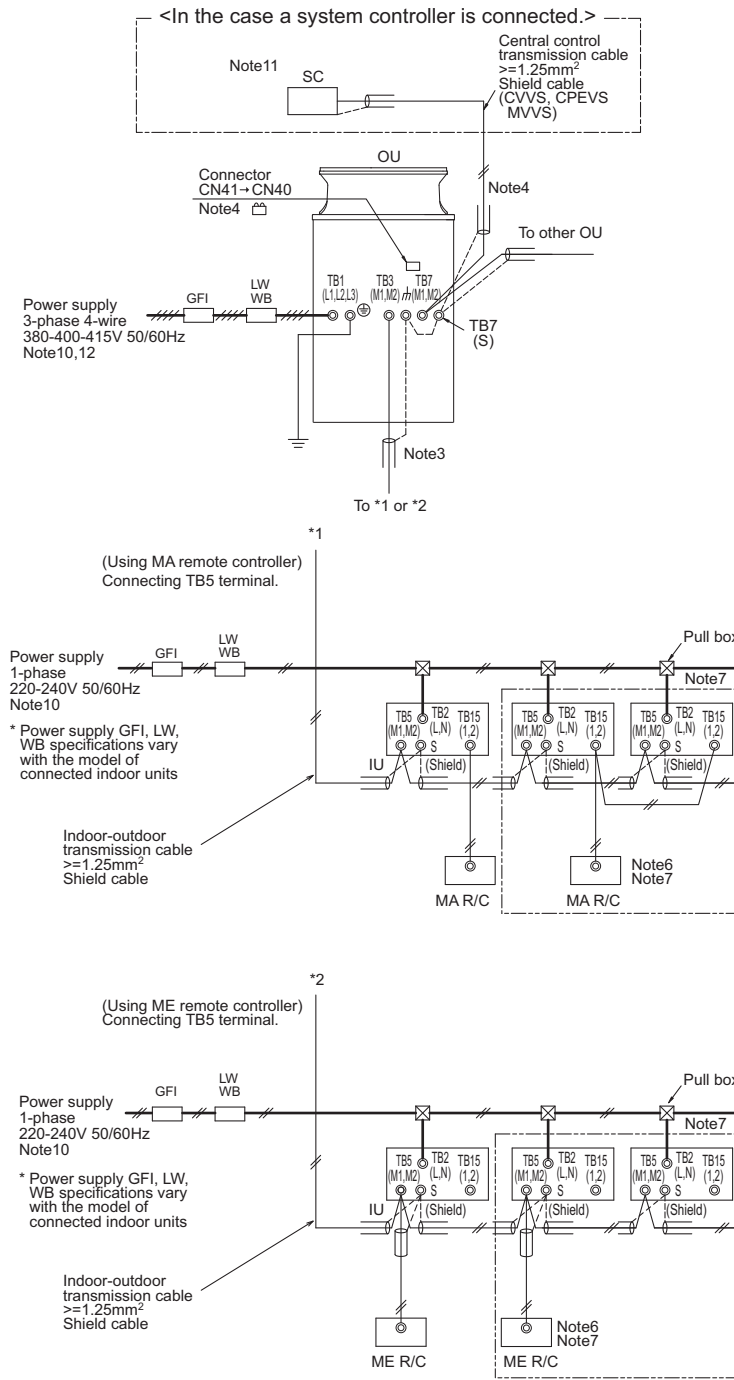 <In the case a system controller is connected.>
Note11
SC
Central control
transmission cable
>=1.25mm2
Shield cable
(CVVS, CPEVS
MVVS)
OU
Connector
CN41→CN40
Note4
Note4
To other OU
TB1
(L1,L2,L3)
TB3
(M1,M2)
TB7
(M1,M2)
GFI
LW
WB
Power supply
3-phase 4-wire
380-400-415V 50/60Hz
Note10,12
TB7
(S)
Note3
To *1 or *2
*1
(Using MA remote controller)
Connecting TB5 terminal.
Pull box
GFI
LW
WB
Power supply
1-phase
220-240V 50/60Hz
Note10
Note7
* Power supply GFI, LW,
WB specifications vary
with the model of
connected indoor units
TB5
(M1,M2)
TB2
(L,N)
TB15
(1,2)
S
TB5
(M1,M2)
TB2
(L,N)
TB15
(1,2)
S
TB5
(M1,M2)
TB2
(L,N)
TB15
(1,2)
S
IU
(Shield)
(Shield)
(Shield)
Indoor-outdoor
transmission cable
>=1.25mm2
Shield cable
MA R/C
MA R/C
Note6
Note7
*2
(Using ME remote controller)
Connecting TB5 terminal.
Pull box
GFI
LW
WB
Power supply
1-phase
220-240V 50/60Hz
Note10
Note7
* Power supply GFI, LW,
WB specifications vary
with the model of
connected indoor units
TB5
(M1,M2)
TB2
(L,N)
TB15
(1,2)
S
TB5
(M1,M2)
TB2
(L,N)
TB15
(1,2)
S
TB5
(M1,M2)
TB2
(L,N)
TB15
(1,2)
S
IU
(Shield)
(Shield)
(Shield)
Indoor-outdoor
transmission cable
>=1.25mm2
Shield cable
ME R/C
ME R/C
Note6
Note7